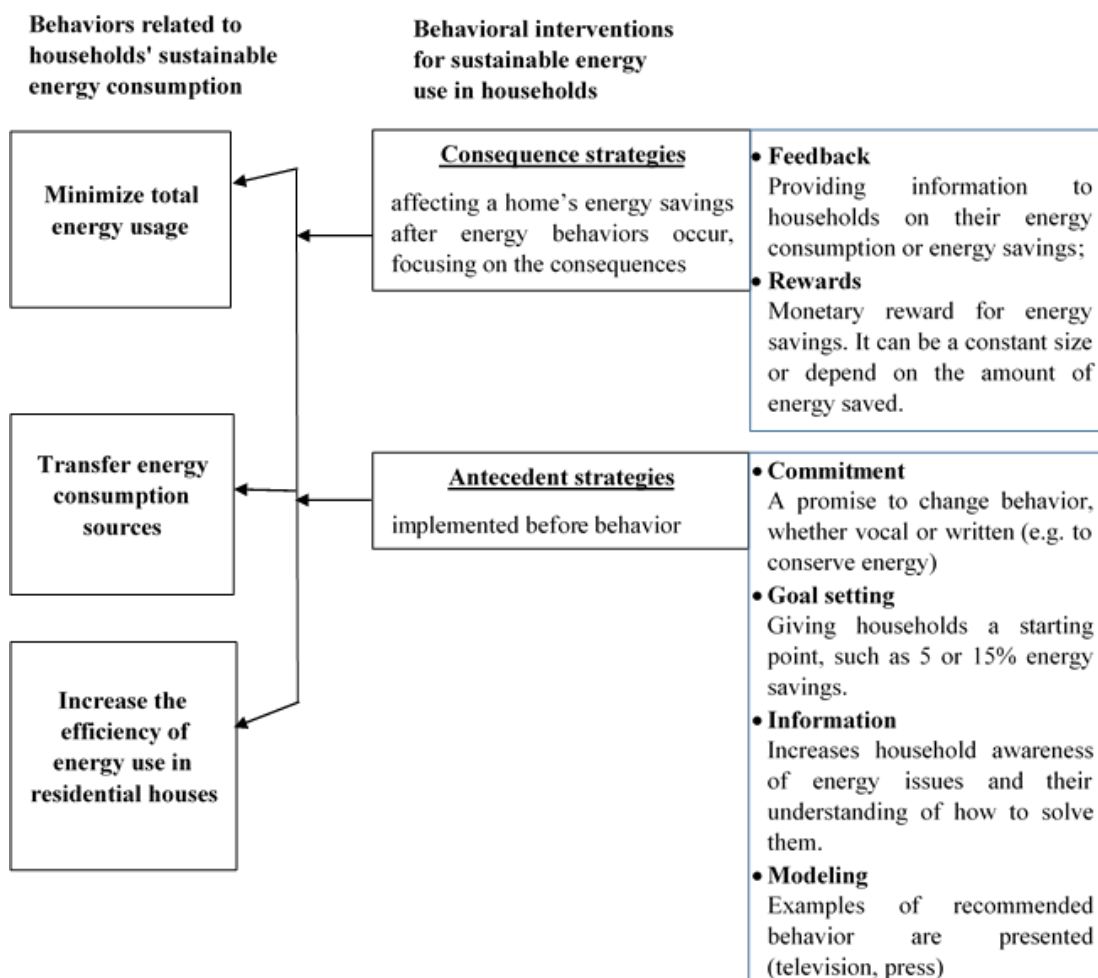 Behaviors related to
households' sustainable
energy consumption
Behavioral interventions
for sustainable energy
use in households
Minimize total
energy usage
Transfer energy
consumption
sources
Increase the
efficiency of
energy use in
residential houses
Consequence strategies
affecting a home's energy savings
after energy behaviors occur,
focusing on the consequences
• Feedback
Providing information to
households on their energy
consumption or energy savings;
• Rewards
Monetary reward for energy
savings. It can be a constant size
or depend on the amount of
energy saved.
Antecedent strategies
implemented before behavior
• Commitment
A promise to change behavior,
whether vocal or written (e.g. to
conserve energy)
• Goal setting
Giving households a starting
point, such as 5 or 15% energy
savings.
• Information
Increases household awareness
of energy issues and their
understanding of how to solve
them.
• Modeling
Examples of recommended
behavior are presented
(television, press)